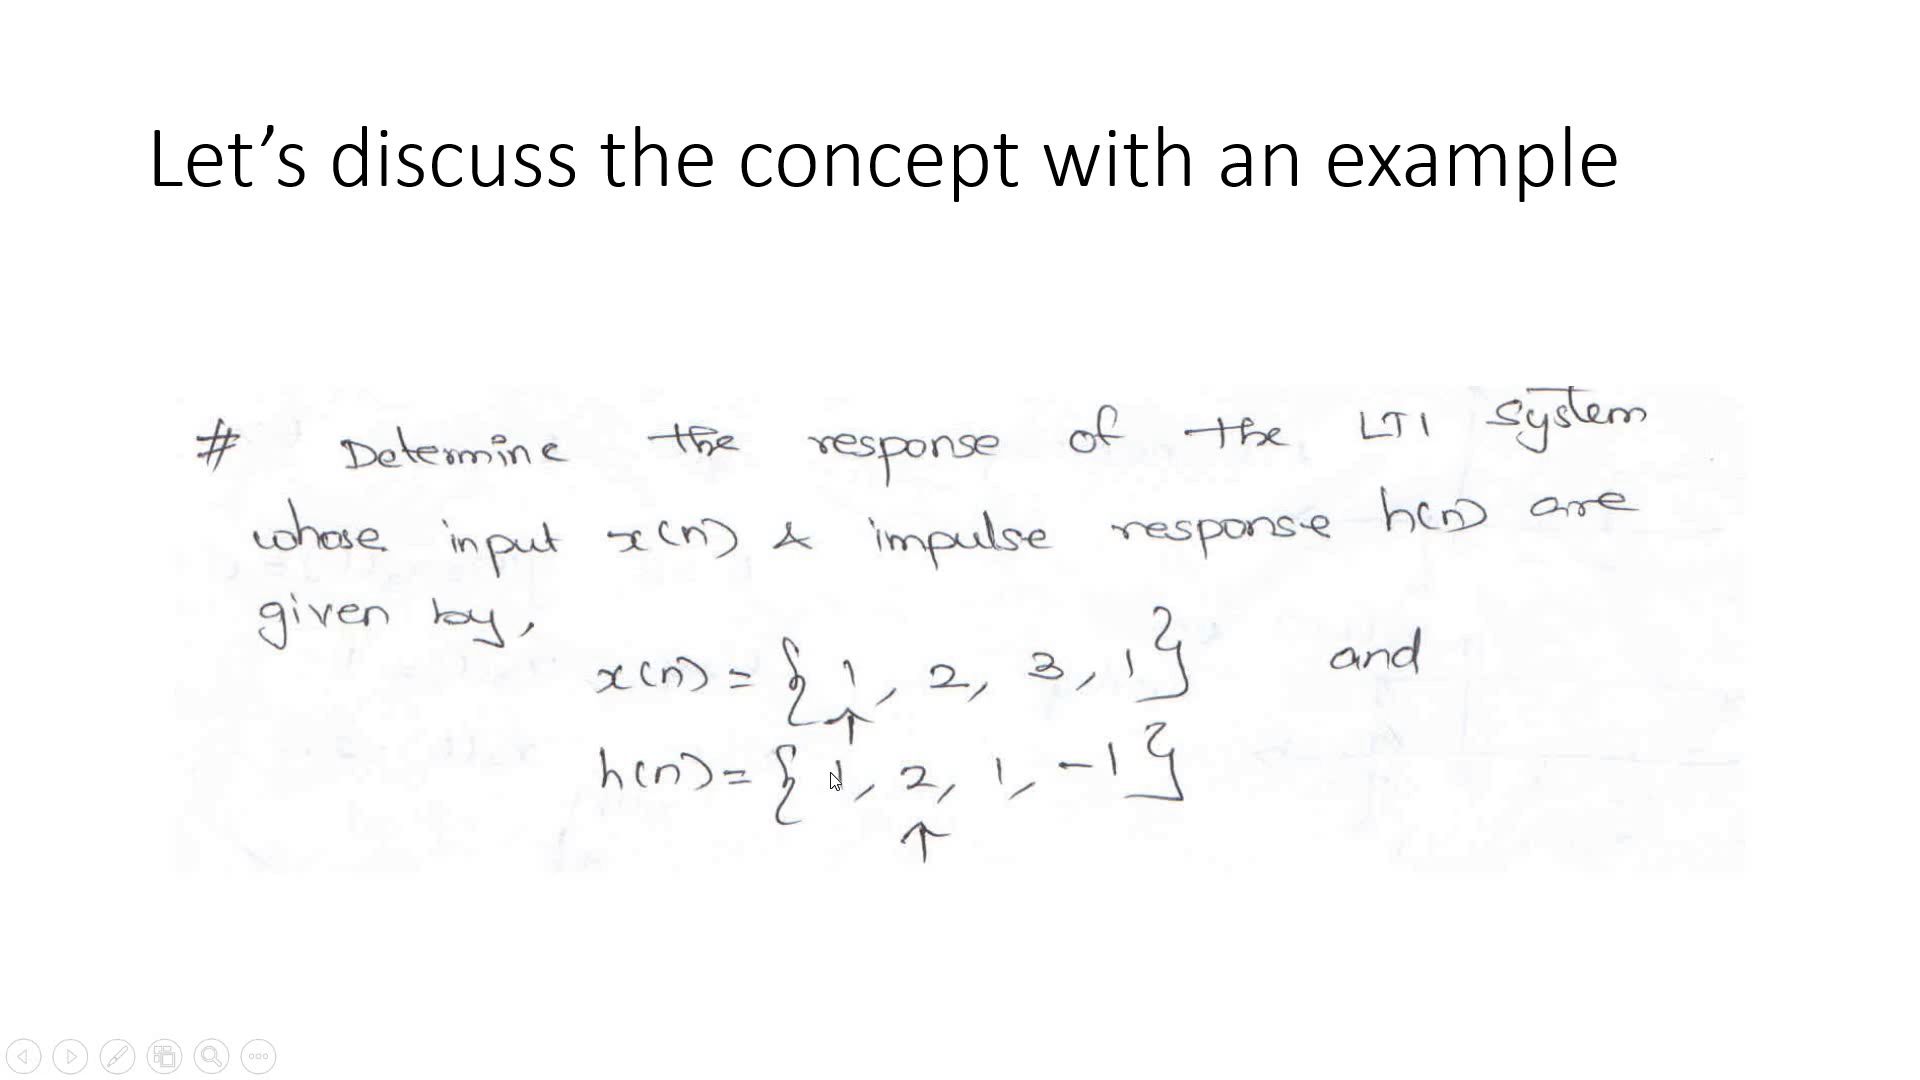 Let’s discuss the concept with an example
# Determine the response of the LTI system
whose input x(n) & impulse response h(n) are
given by,
x(n) = { 1, 2, 3, 1 } and
↑
h(n) = { 1, 2, 1, -1 }
↑